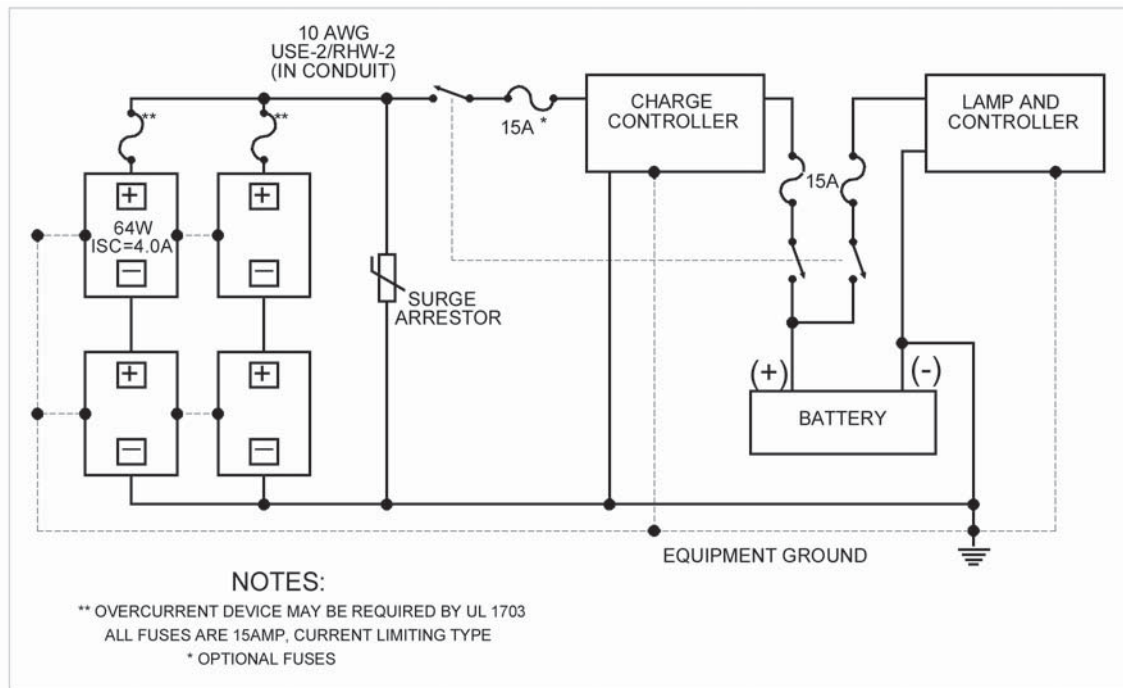 10 AWG
USE-2/RHW-2
(IN CONDUIT)
**
**
15A *
CHARGE
CONTROLLER
LAMP AND
CONTROLLER
15A
+
+
64W
ISC=4.0A
−
−
SURGE
ARRESTOR
+
+
−
−
(+)
(-)
BATTERY
EQUIPMENT GROUND
NOTES:
** OVERCURRENT DEVICE MAY BE REQUIRED BY UL 1703
ALL FUSES ARE 15AMP, CURRENT LIMITING TYPE
* OPTIONAL FUSES